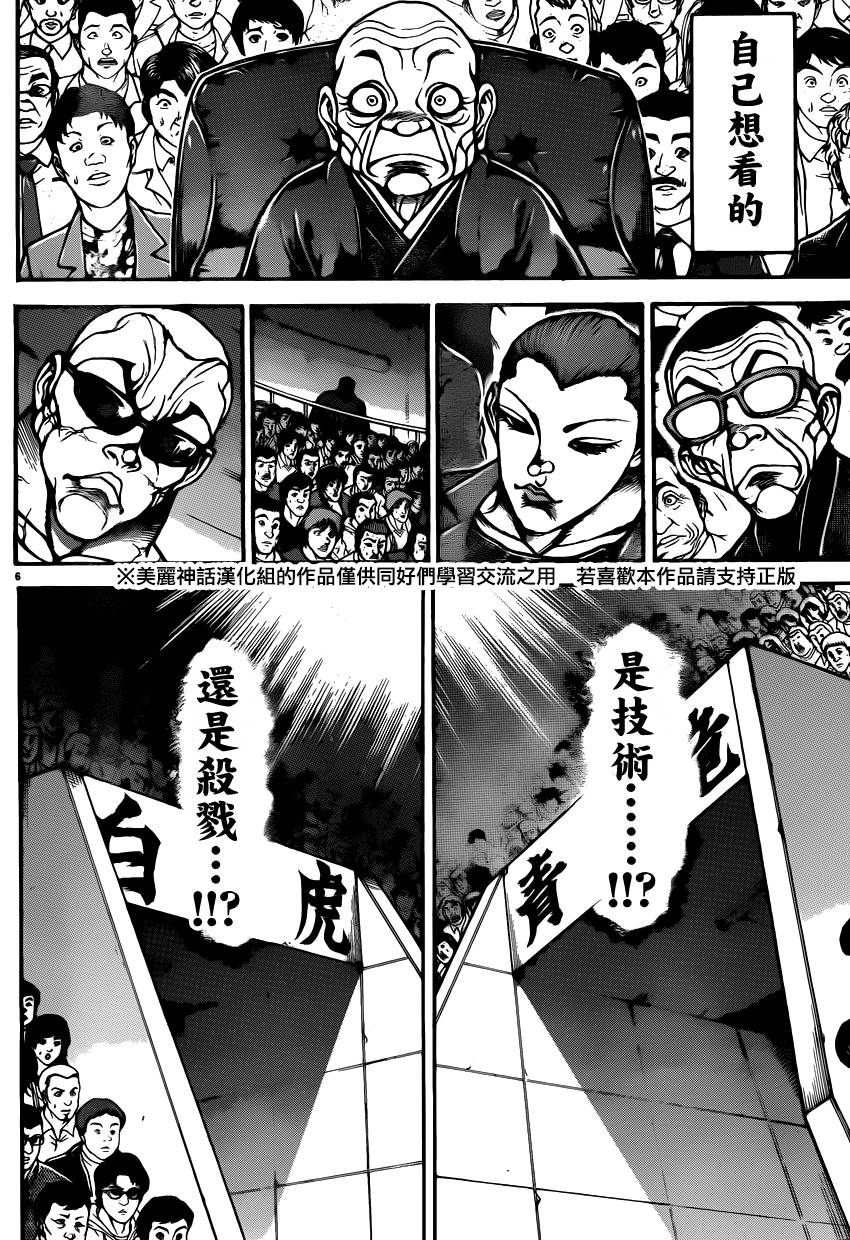 自己想看的
6
※美麗神話漢化組的作品僅供同好們學習交流之用 若喜歡本作品請支持正版
是技術……!!?
還是殺戮…!!?
青
白虎